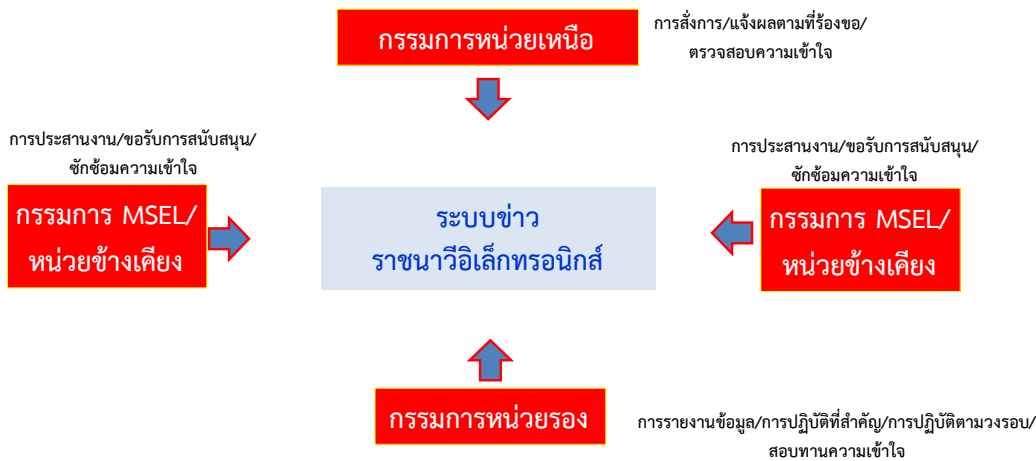 กรรมการหน่วยเหนือ
การสั่งการ/แจ้งผลตามที่ร้องขอ/
ตรวจสอบความเข้าใจ
การประสานงาน/ขอรับการสนับสนุน/
ซักซ้อมความเข้าใจ
กรรมการ MSEL/
หน่วยข้างเคียง
ระบบข่าว
ราชนาวีอิเล็กทรอนิกส์
การประสานงาน/ขอรับการสนับสนุน/
ซักซ้อมความเข้าใจ
กรรมการ MSEL/
หน่วยข้างเคียง
กรรมการหน่วยรอง
การรายงานข้อมูล/การปฏิบัติที่สำคัญ/การปฏิบัติตามวงรอบ/
สอบทานความเข้าใจ